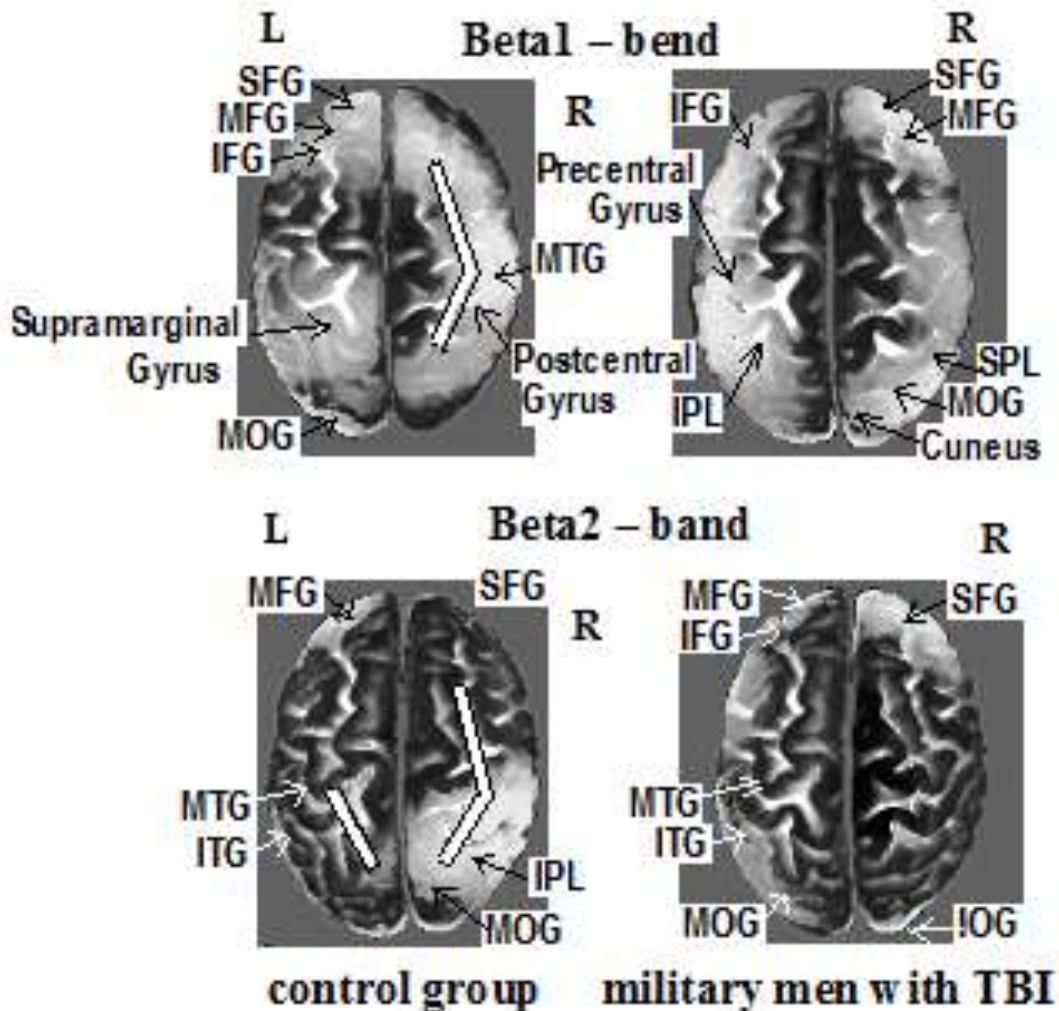 L
Beta1 – bend
R
SFG
MFG
IFG
R
MTG
Supramarginal
Gyrus
Postcentral
Gyrus
MOG
SFG
MFG
IFG
Precentral
Gyrus
IPL
SPL
MOG
Cuneus
L
Beta2 – band
R
MFG
SFG
R
MTG
ITG
IPL
MOG
MFG
IFG
SFG
MTG
ITG
MOG
IOG
control group
military men with TBI